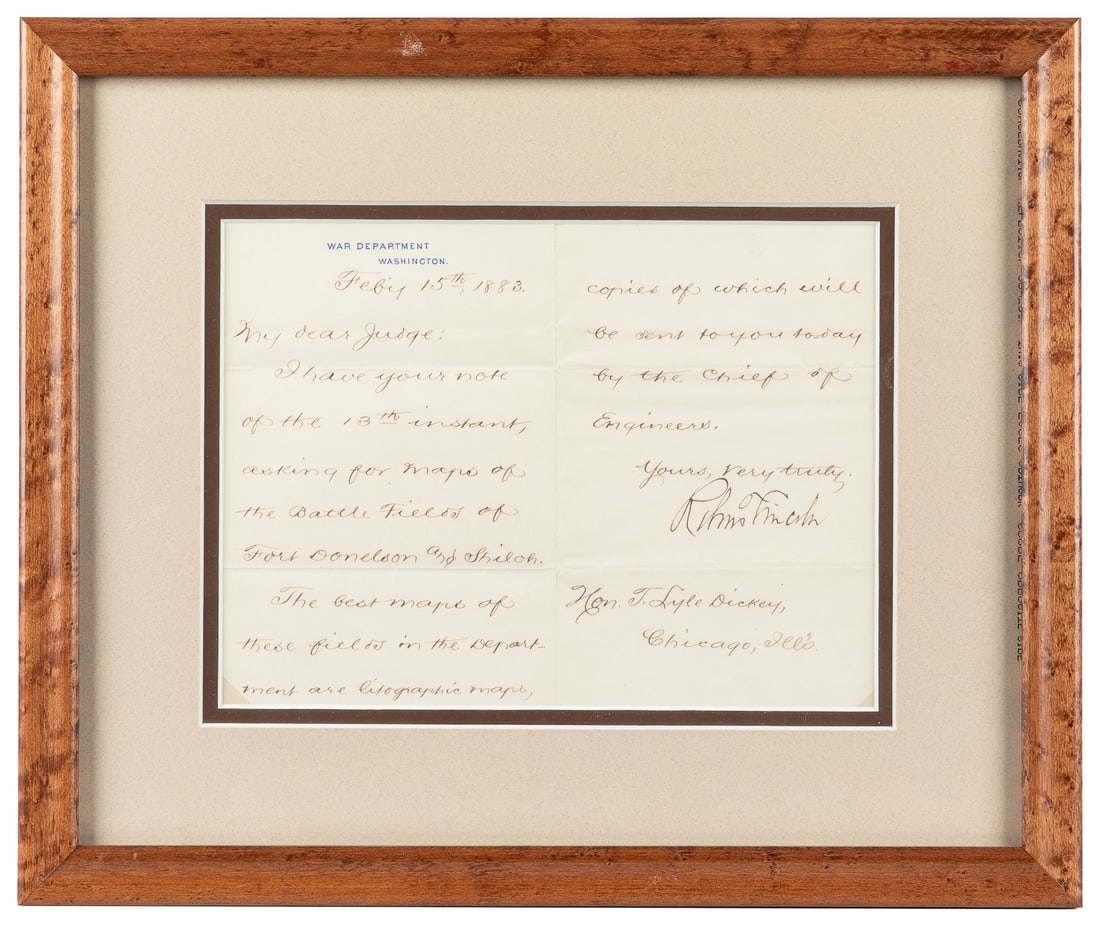 WAR DEPARTMENT
WASHINGTON.
Feb'y 15th, 1883.
My dear Judge:
I have your note
of the 13th instant,
asking for maps of
the Battle Fields of
Fort Donelson and Shiloh.
The best maps of
these fields in the Depart-
ment are litographic maps,
copies of which will
be sent to you today
by the Chief of
Engineers.
Yours, very truly,
Robert T Lincoln
Hon. T. Lyle Dickey,
Chicago, Ills.